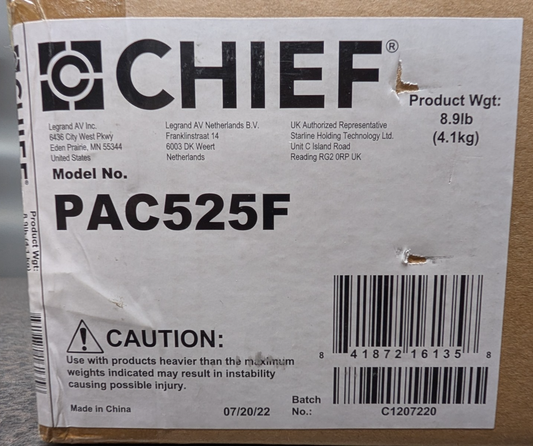 CHIEF®
Product Wgt:
8.9lb
(4.1kg)
Legrand AV Inc.
6436 City West Pkwy
Eden Prairie, MN 55344
United States
Legrand AV Netherlands B.V.
Franklinstraat 14
6003 DK Weert
Netherlands
UK Authorized Representative
Starline Holding Technology Ltd.
Unit C Island Road
Reading RG2 0RP UK
Model No.
PAC525F
CAUTION:
Use with products heavier than the maximum
weights indicated may result in instability
causing possible injury.
Made in China
07/20/22
8 41872 16135 8
Batch
No.:
C1207220
CHIEF
Product Wgt: